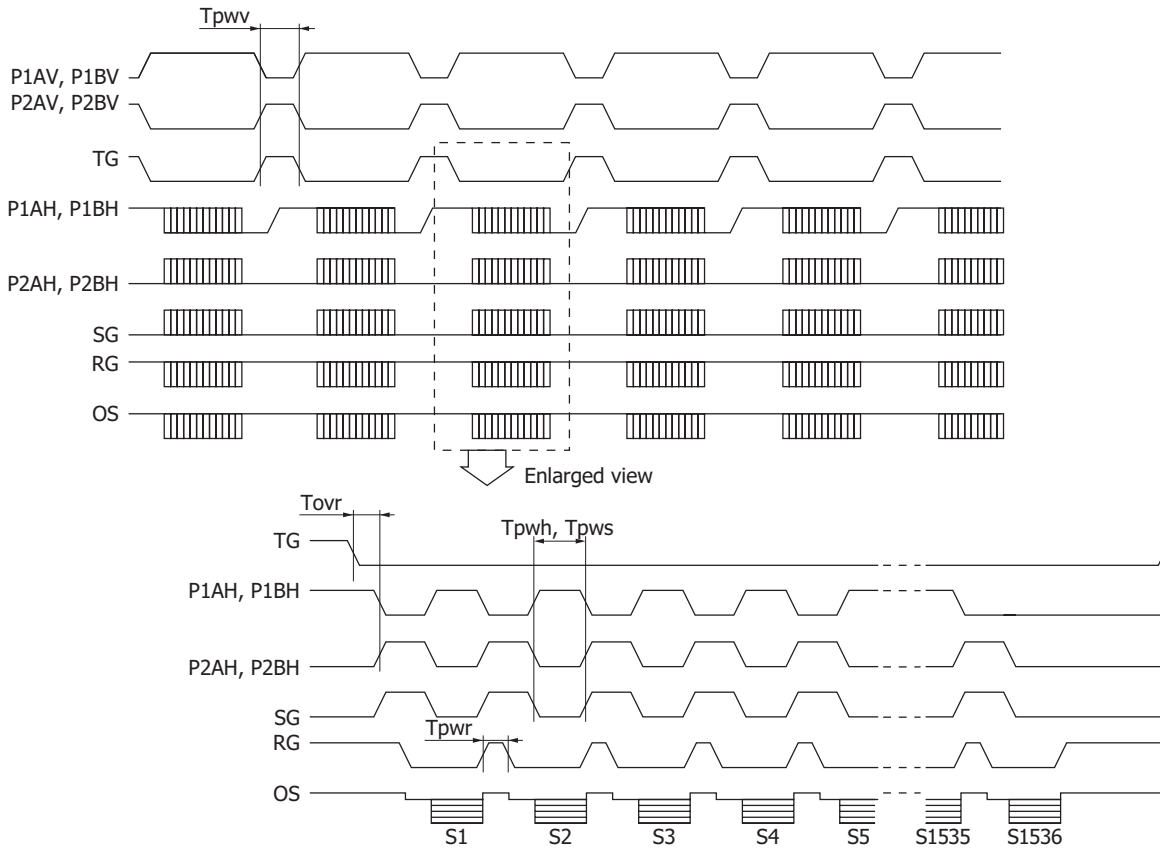 Tpwv
P1AV, P1BV
P2AV, P2BV
TG
P1AH, P1BH
P2AH, P2BH
SG
RG
OS
Enlarged view
Tovr
Tpwh, Tpws
TG
P1AH, P1BH
P2AH, P2BH
SG
Tpwr
RG
OS
S1 S2 S3 S4 S5 S1535 S1536